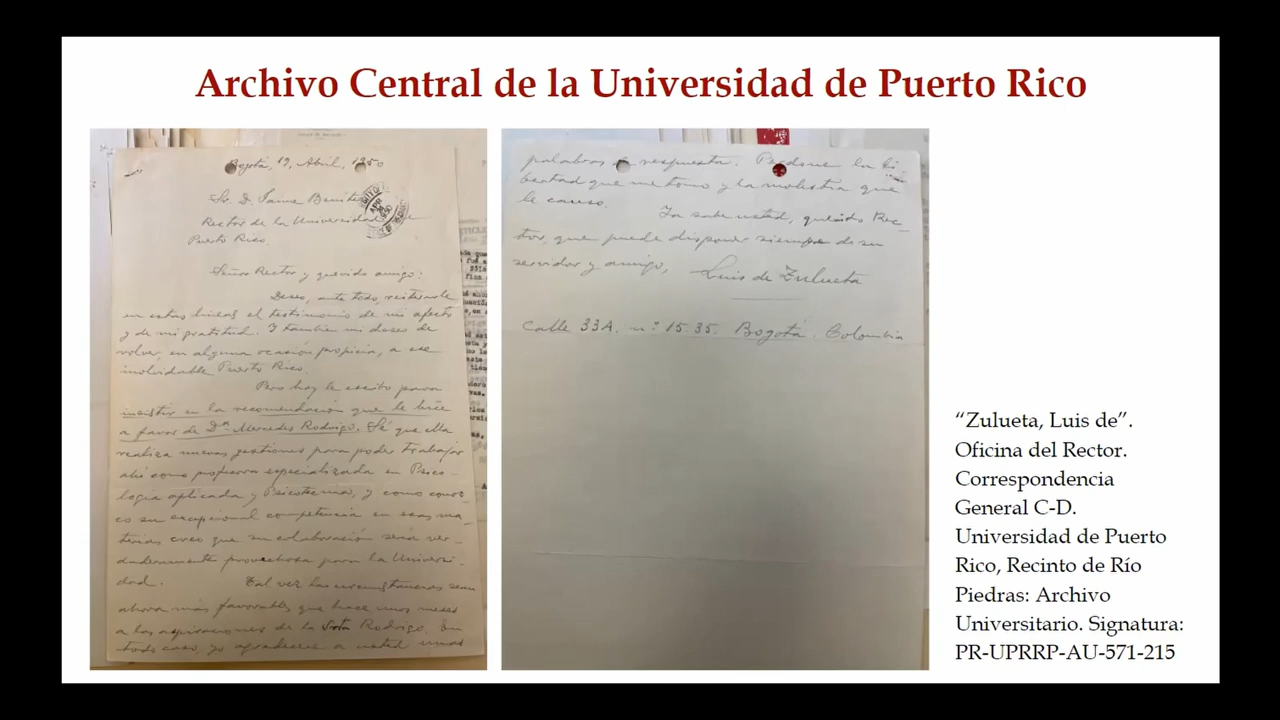 Archivo Central de la Universidad de Puerto Rico
Bogotá, 19, Abril, 1950
Sr. D. Jaime Benítez
Rector de la Universidad de
Puerto Rico.
Señor Rector y querido amigo:
Deseo, ante todo, reiterarle
en estas líneas el testimonio de mi afecto
y de mi gratitud. Y también mi deseo de
volver, en alguna ocasión propicia, a ese
inolvidable Puerto Rico.
Pero hoy le escribo para
insistir en la recomendación que le hice
a favor de Dña Mercedes Rodrigo. Sé que ella
realiza nuevas gestiones para poder trabajar
ahí como profesora especializada en Psico-
logía aplicada y Psicotecnia, y como conoz-
co su excepcional competencia en esas ma-
terias creo que su colaboración sería ver-
daderamente provechosa para la Universi-
dad.
Tal vez las circunstancias sean
ahora más favorables que hace unos meses
a las aspiraciones de la Srta Rodrigo. En
todo caso, yo agradecería a usted unas
palabras de respuesta. Perdone la li-
bertad que me tomo y la molestia que
le causo.
Ya sabe usted, querido Rec-
tor, que puede disponer siempre de su
servidor y amigo, Luis de Zulueta
Calle 33A. nº 15.35. Bogotá. Colombia
“Zulueta, Luis de”.
Oficina del Rector.
Correspondencia
General C-D.
Universidad de Puerto
Rico, Recinto de Río
Piedras: Archivo
Universitario. Signatura:
PR-UPRRP-AU-571-215